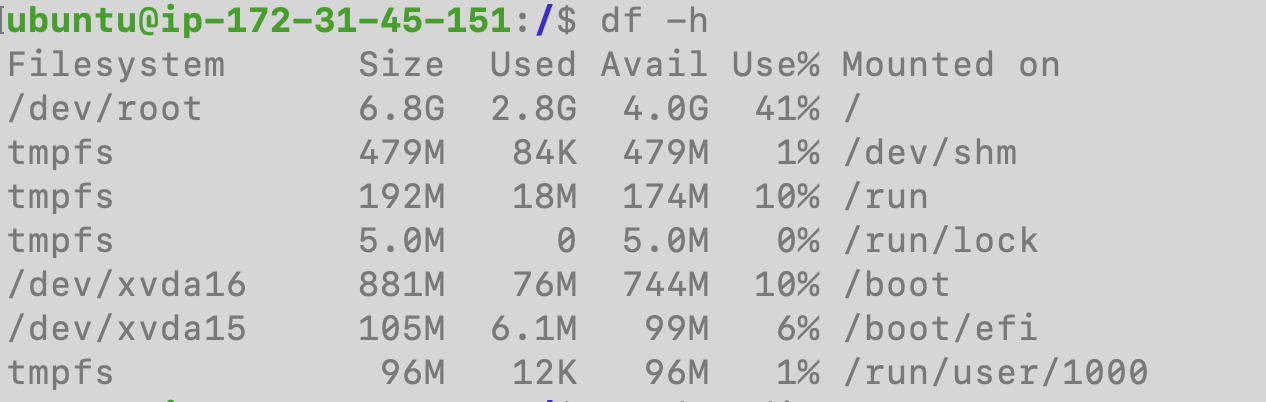 ubuntu@ip-172-31-45-151:/$ df -h
Filesystem      Size  Used Avail Use% Mounted on
/dev/root       6.8G  2.8G  4.0G  41% /
tmpfs           479M   84K  479M   1% /dev/shm
tmpfs           192M   18M  174M  10% /run
tmpfs           5.0M     0  5.0M   0% /run/lock
/dev/xvda16     881M   76M  744M  10% /boot
/dev/xvda15     105M  6.1M   99M   6% /boot/efi
tmpfs            96M   12K   96M   1% /run/user/1000